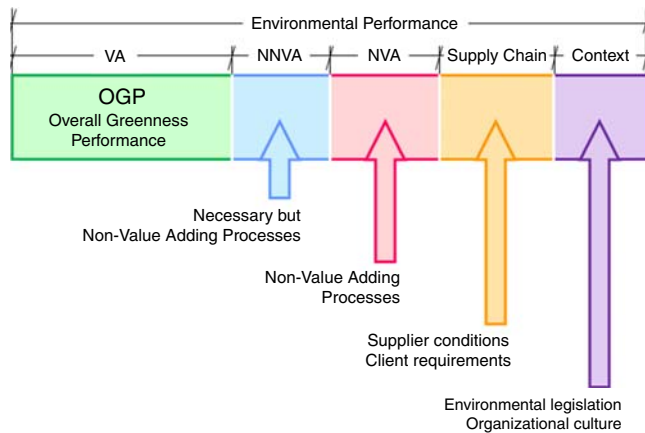 Environmental Performance
VA
NNVA
NVA
Supply Chain
Context
OGP
Overall Greenness
Performance
Necessary but
Non-Value Adding Processes
Non-Value Adding
Processes
Supplier conditions
Client requirements
Environmental legislation
Organizational culture